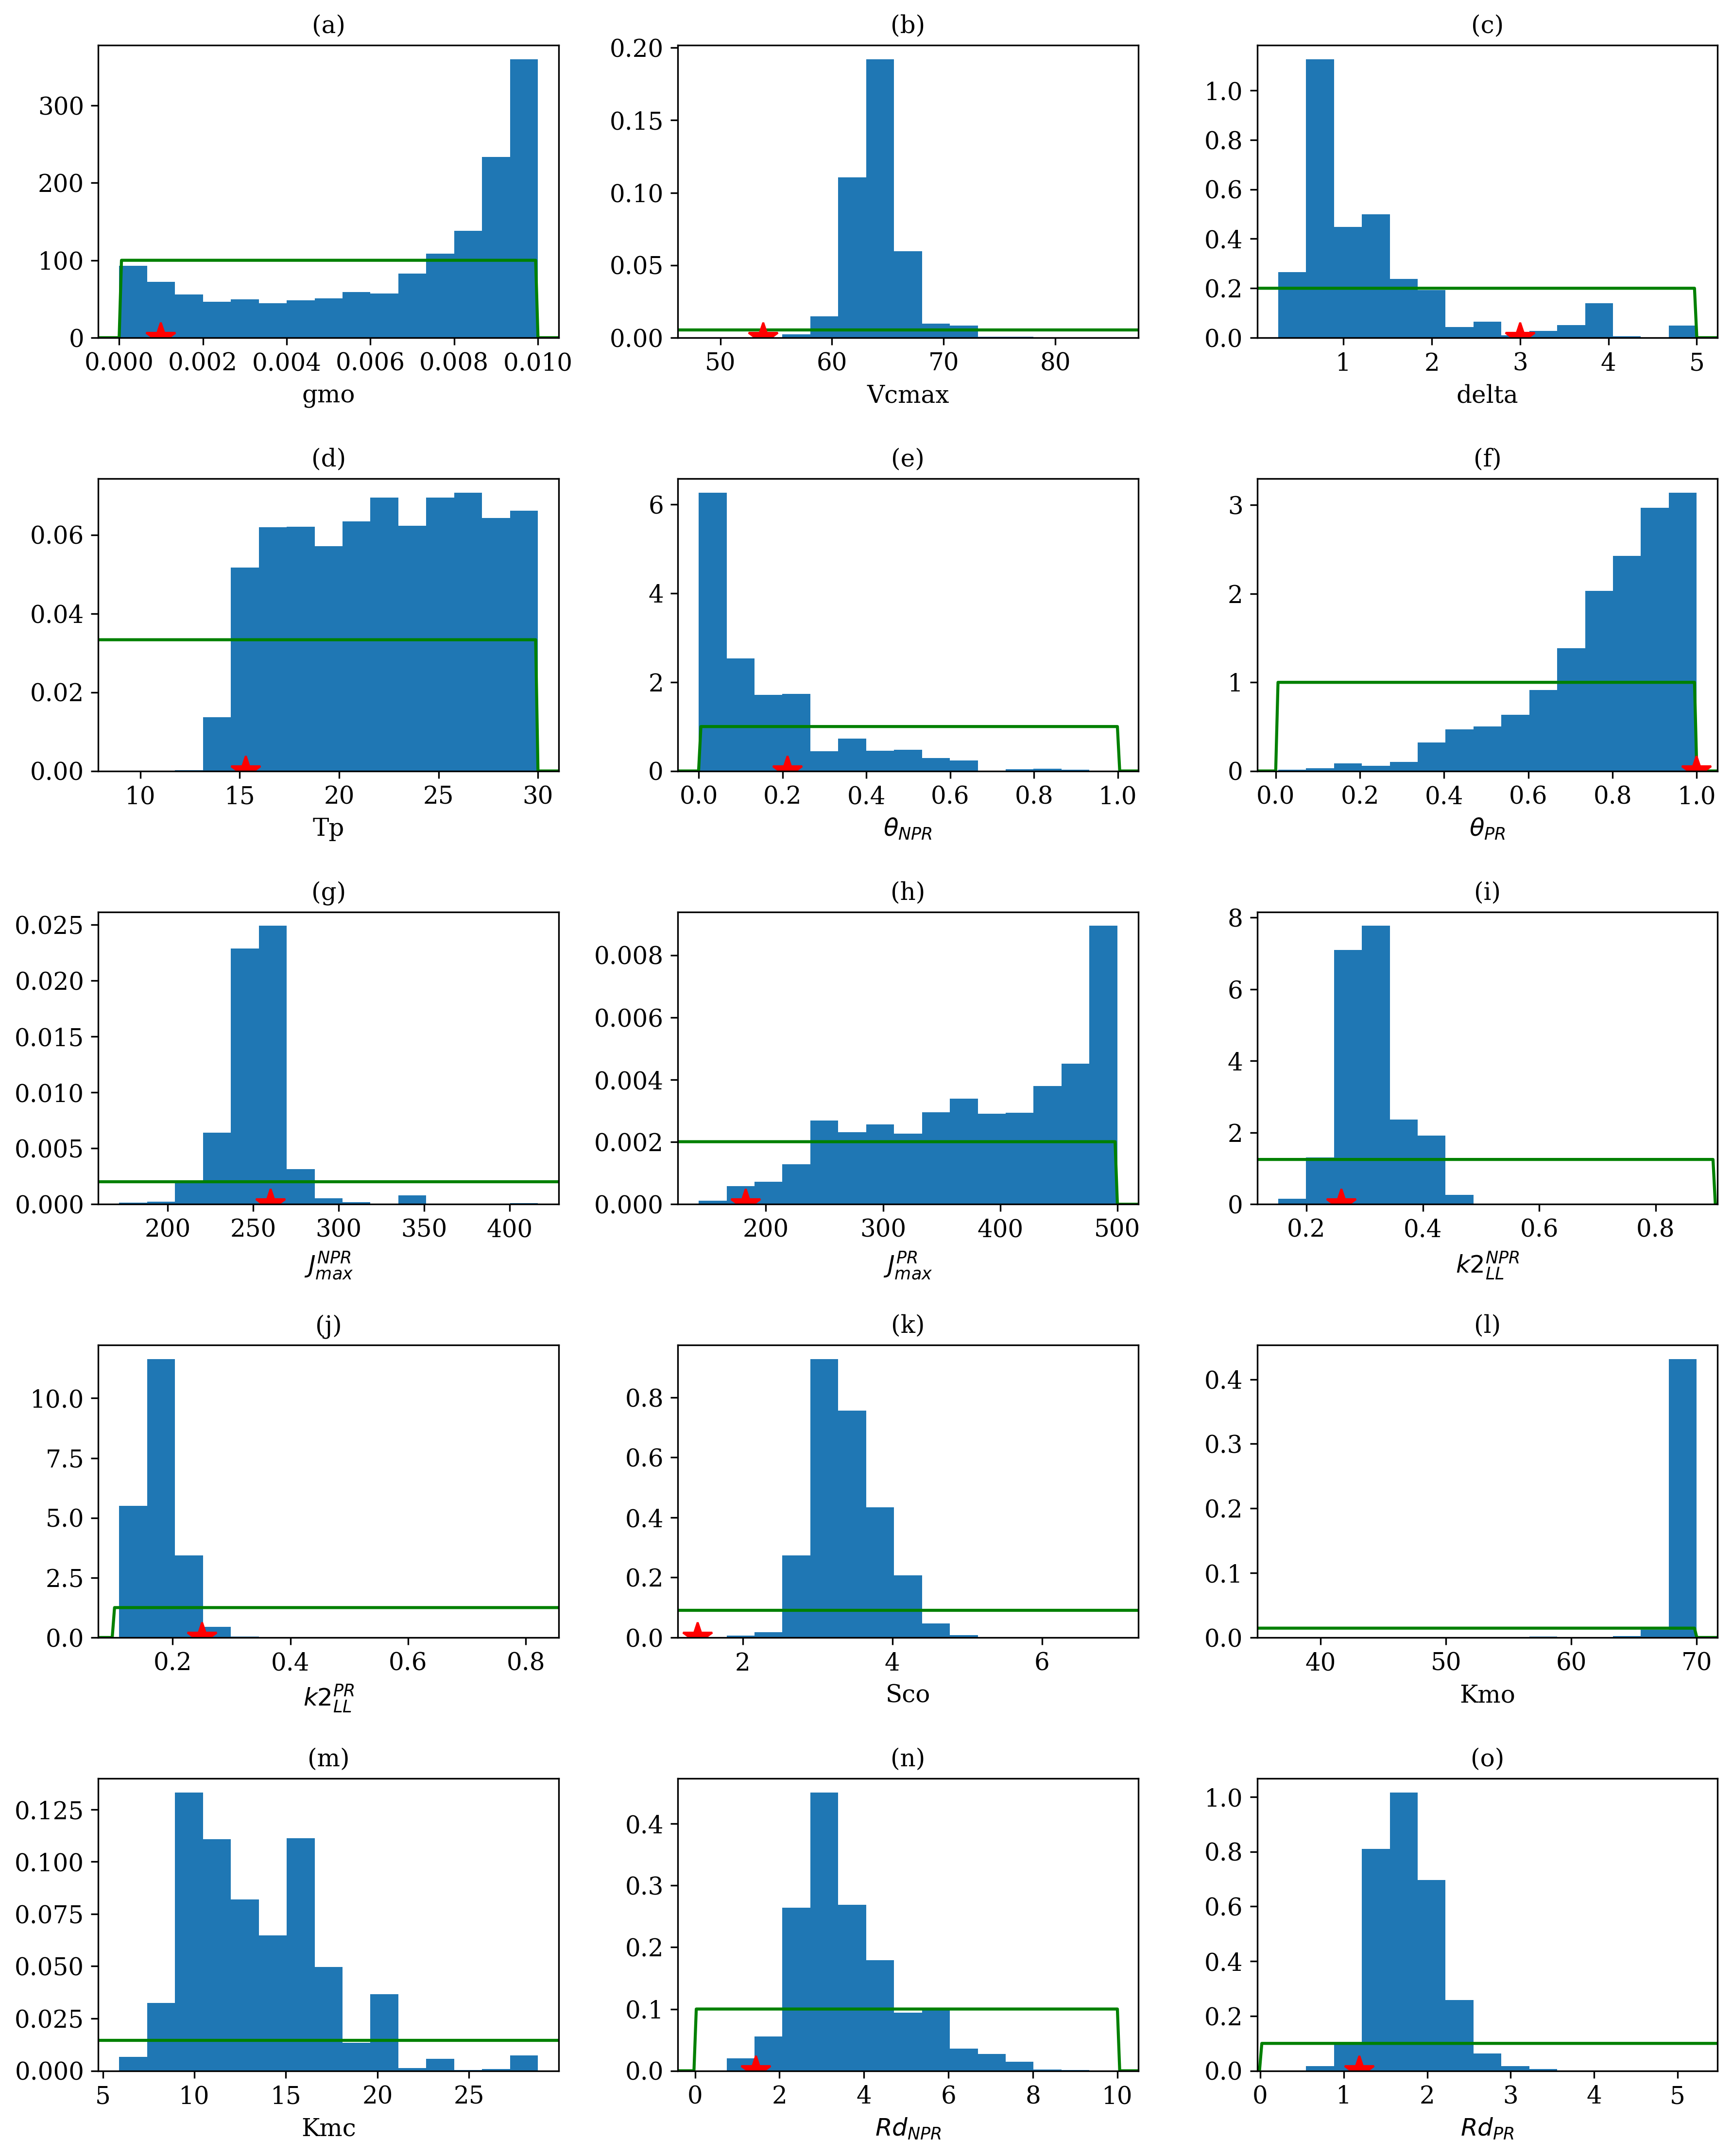 (a) (b) (c)
300
200
100
0
0.000 0.002 0.004 0.006 0.008 0.010
gmo
0.20
0.15
0.10
0.05
0.00
50 60 70 80
Vcmax
1.0
0.8
0.6
0.4
0.2
0.0
1 2 3 4 5
delta
(d) (e) (f)
0.06
0.04
0.02
0.00
10 15 20 25 30
Tp
6
4
2
0
0.0 0.2 0.4 0.6 0.8 1.0
θ_NPR
3
2
1
0
0.0 0.2 0.4 0.6 0.8 1.0
θ_PR
(g) (h) (i)
0.025
0.020
0.015
0.010
0.005
0.000
200 250 300 350 400
J_max^NPR
0.008
0.006
0.004
0.002
0.000
200 300 400 500
J_max^PR
8
6
4
2
0
0.2 0.4 0.6 0.8
k2_LL^NPR
(j) (k) (l)
10.0
7.5
5.0
2.5
0.0
0.2 0.4 0.6 0.8
k2_LL^PR
0.8
0.6
0.4
0.2
0.0
2 4 6
Sco
0.4
0.3
0.2
0.1
0.0
40 50 60 70
Kmo
(m) (n) (o)
0.125
0.100
0.075
0.050
0.025
0.000
5 10 15 20 25
Kmc
0.4
0.3
0.2
0.1
0.0
0 2 4 6 8 10
Rd_NPR
1.0
0.8
0.6
0.4
0.2
0.0
0 1 2 3 4 5
Rd_PR